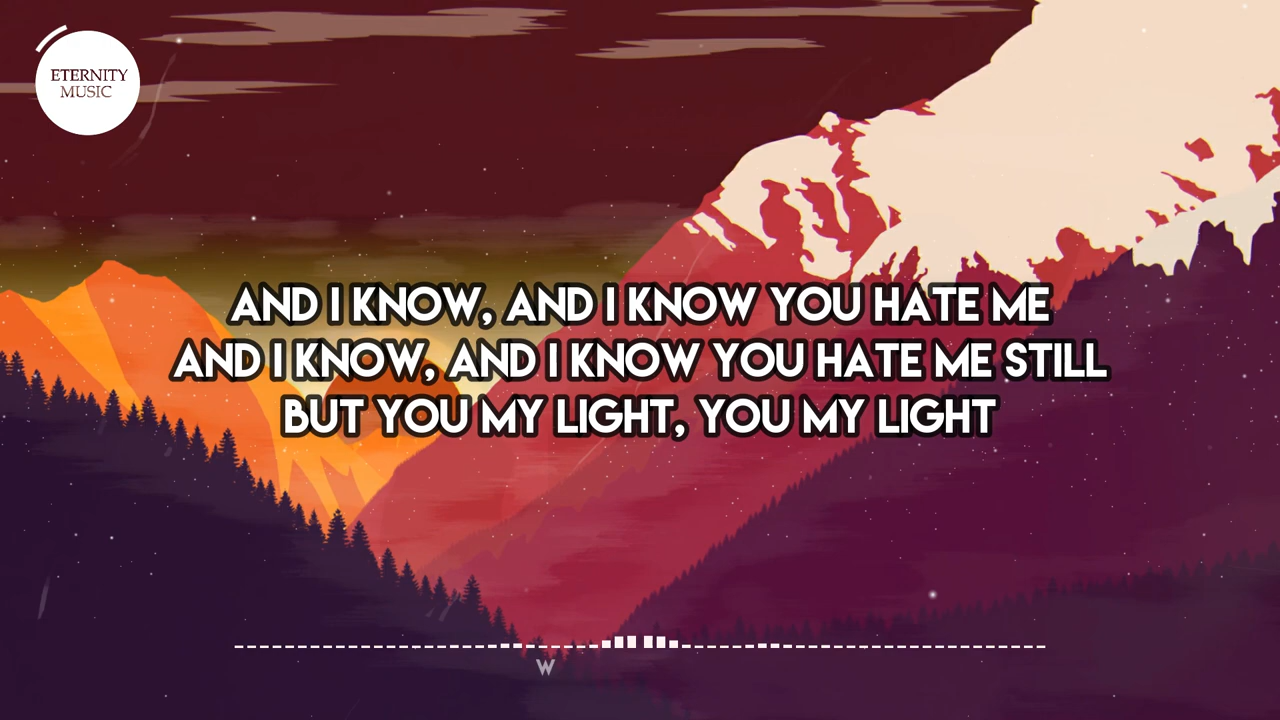 ETERNITY
MUSIC
AND I KNOW, AND I KNOW YOU HATE ME
AND I KNOW, AND I KNOW YOU HATE ME STILL
BUT YOU MY LIGHT, YOU MY LIGHT
W